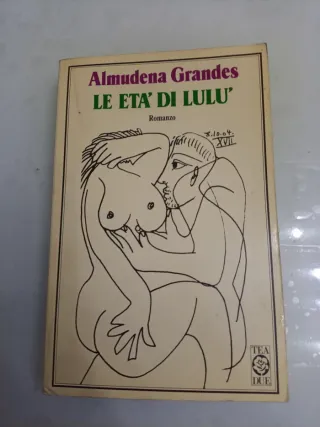 Almudena Grandes
LE ETA' DI LULU'
Romanzo
XVII
TEA
DUE